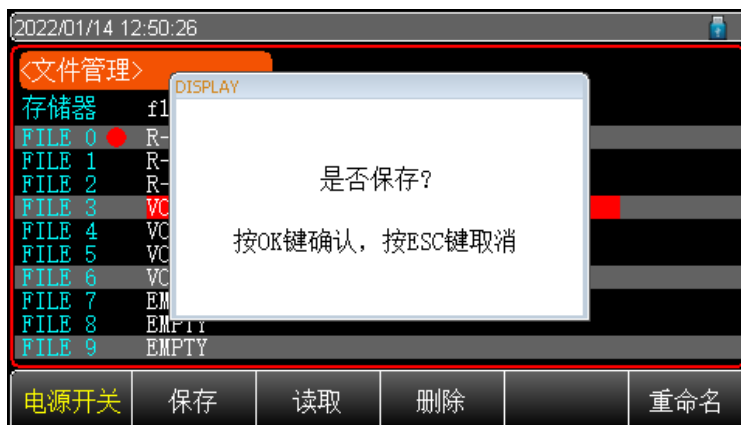 2022/01/14 12:50:26
<文件管理>
DISPLAY
存储器 f1
FILE 0 R-
FILE 1 R-
FILE 2 R-
FILE 3 VC
FILE 4 VC
FILE 5 VC
FILE 6 VC
FILE 7 EM
FILE 8 EMPTY
FILE 9 EMPTY
是否保存?
按OK键确认, 按ESC键取消
电源开关 保存 读取 删除 重命名